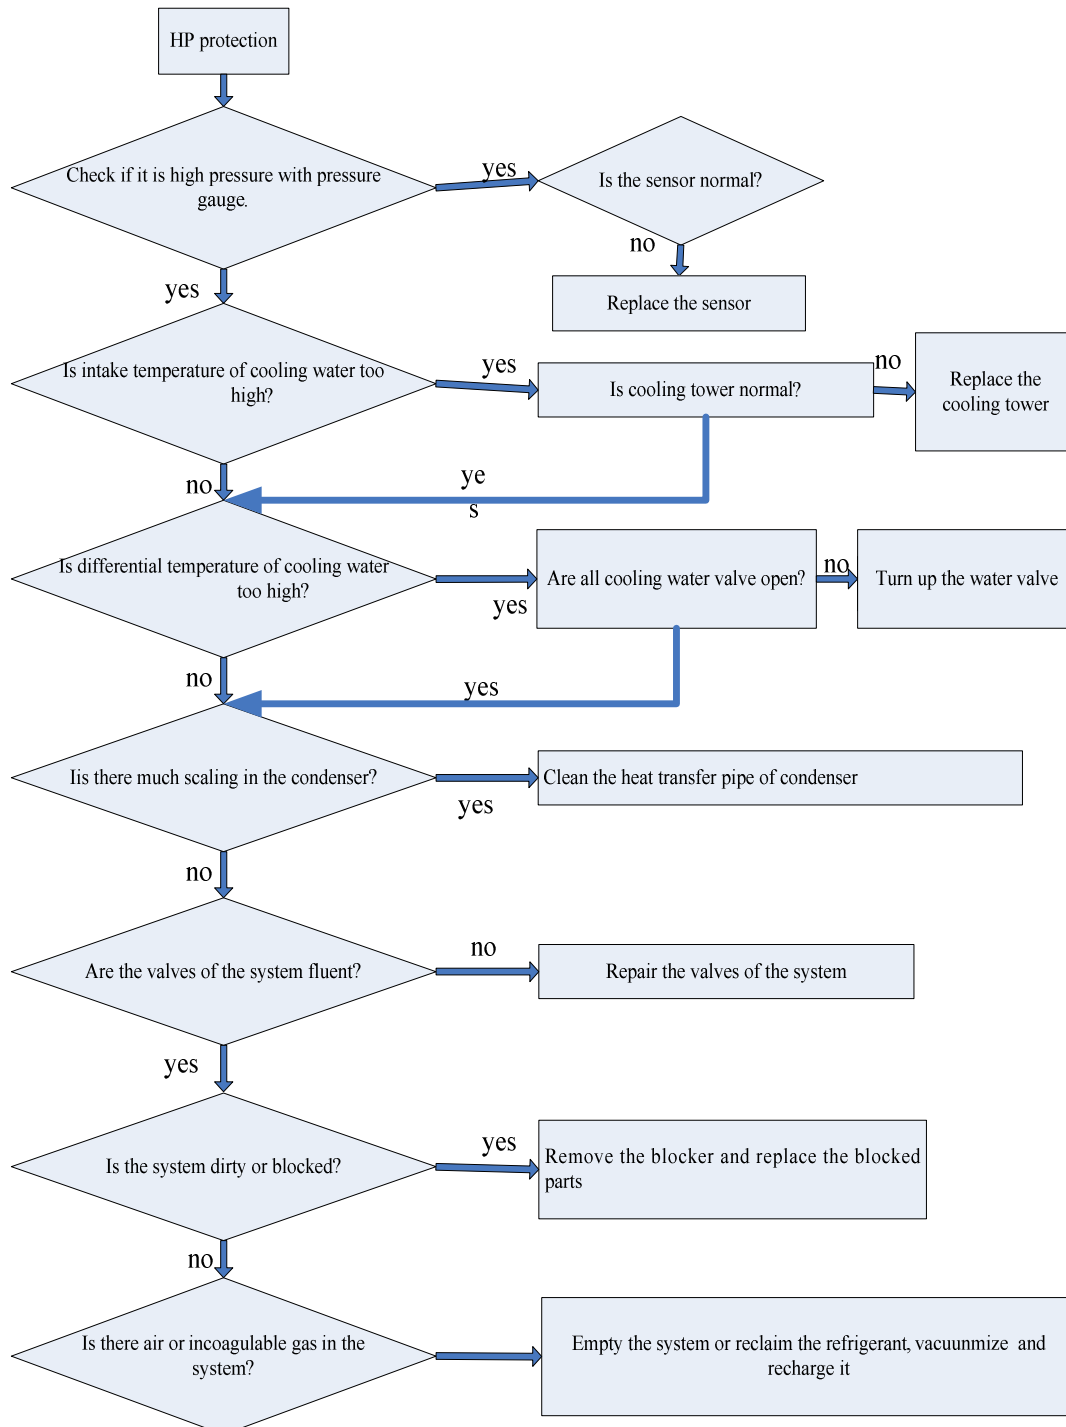 HP protection
Check if it is high pressure with pressure
gauge.
yes
Is the sensor normal?
no
yes
Replace the sensor
Is intake temperature of cooling water too
high?
yes
Is cooling tower normal?
no
Replace the
cooling tower
no
ye
s
Is differential temperature of cooling water
too high?
yes
Are all cooling water valve open?
no
Turn up the water valve
no
yes
Iis there much scaling in the condenser?
yes
Clean the heat transfer pipe of condenser
no
Are the valves of the system fluent?
no
Repair the valves of the system
yes
Is the system dirty or blocked?
yes
Remove the blocker and replace the blocked
parts
no
Is there air or incoagulable gas in the
system?
Empty the system or reclaim the refrigerant, vacuunmize and
recharge it